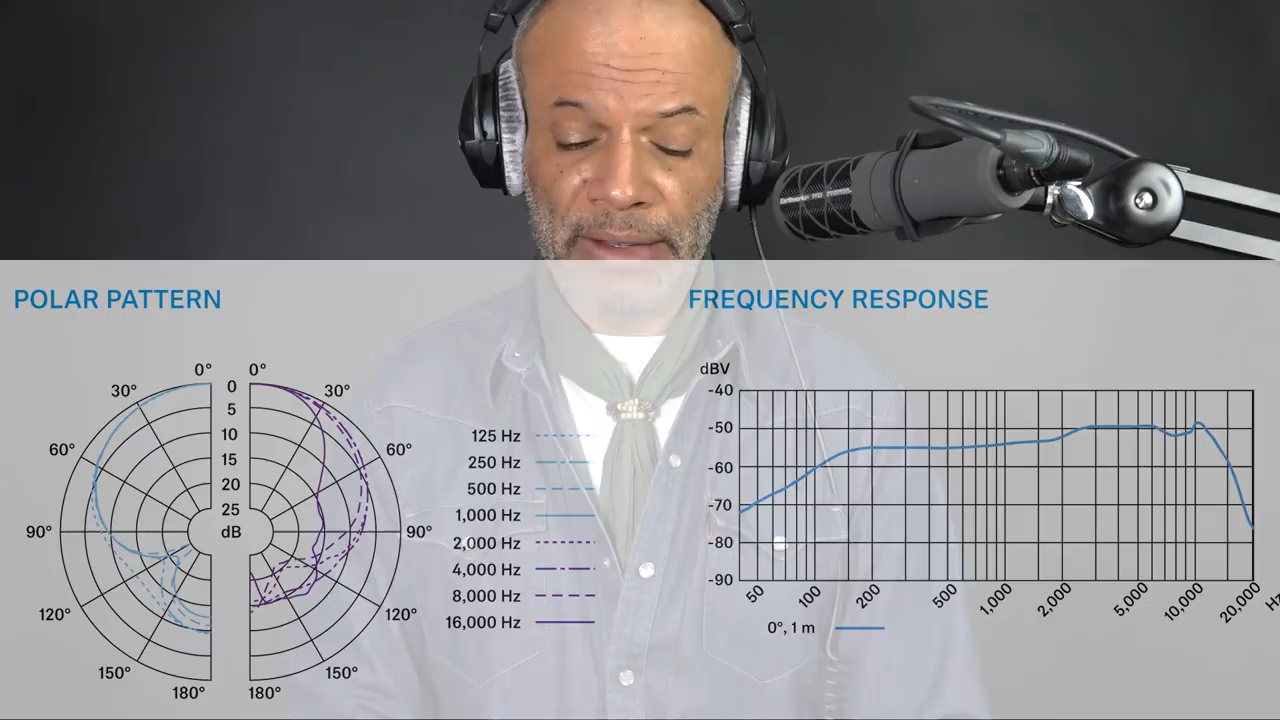 POLAR PATTERN
FREQUENCY RESPONSE
0° 0°
30° 30°
60° 60°
90° 90°
120° 120°
150° 150°
180° 180°
0
5
10
15
20
25
dB
125 Hz
250 Hz
500 Hz
1,000 Hz
2,000 Hz
4,000 Hz
8,000 Hz
16,000 Hz
dBV
-40
-50
-60
-70
-80
-90
50 100 200 500 1,000 2,000 5,000 10,000 20,000 Hz
0°, 1 m